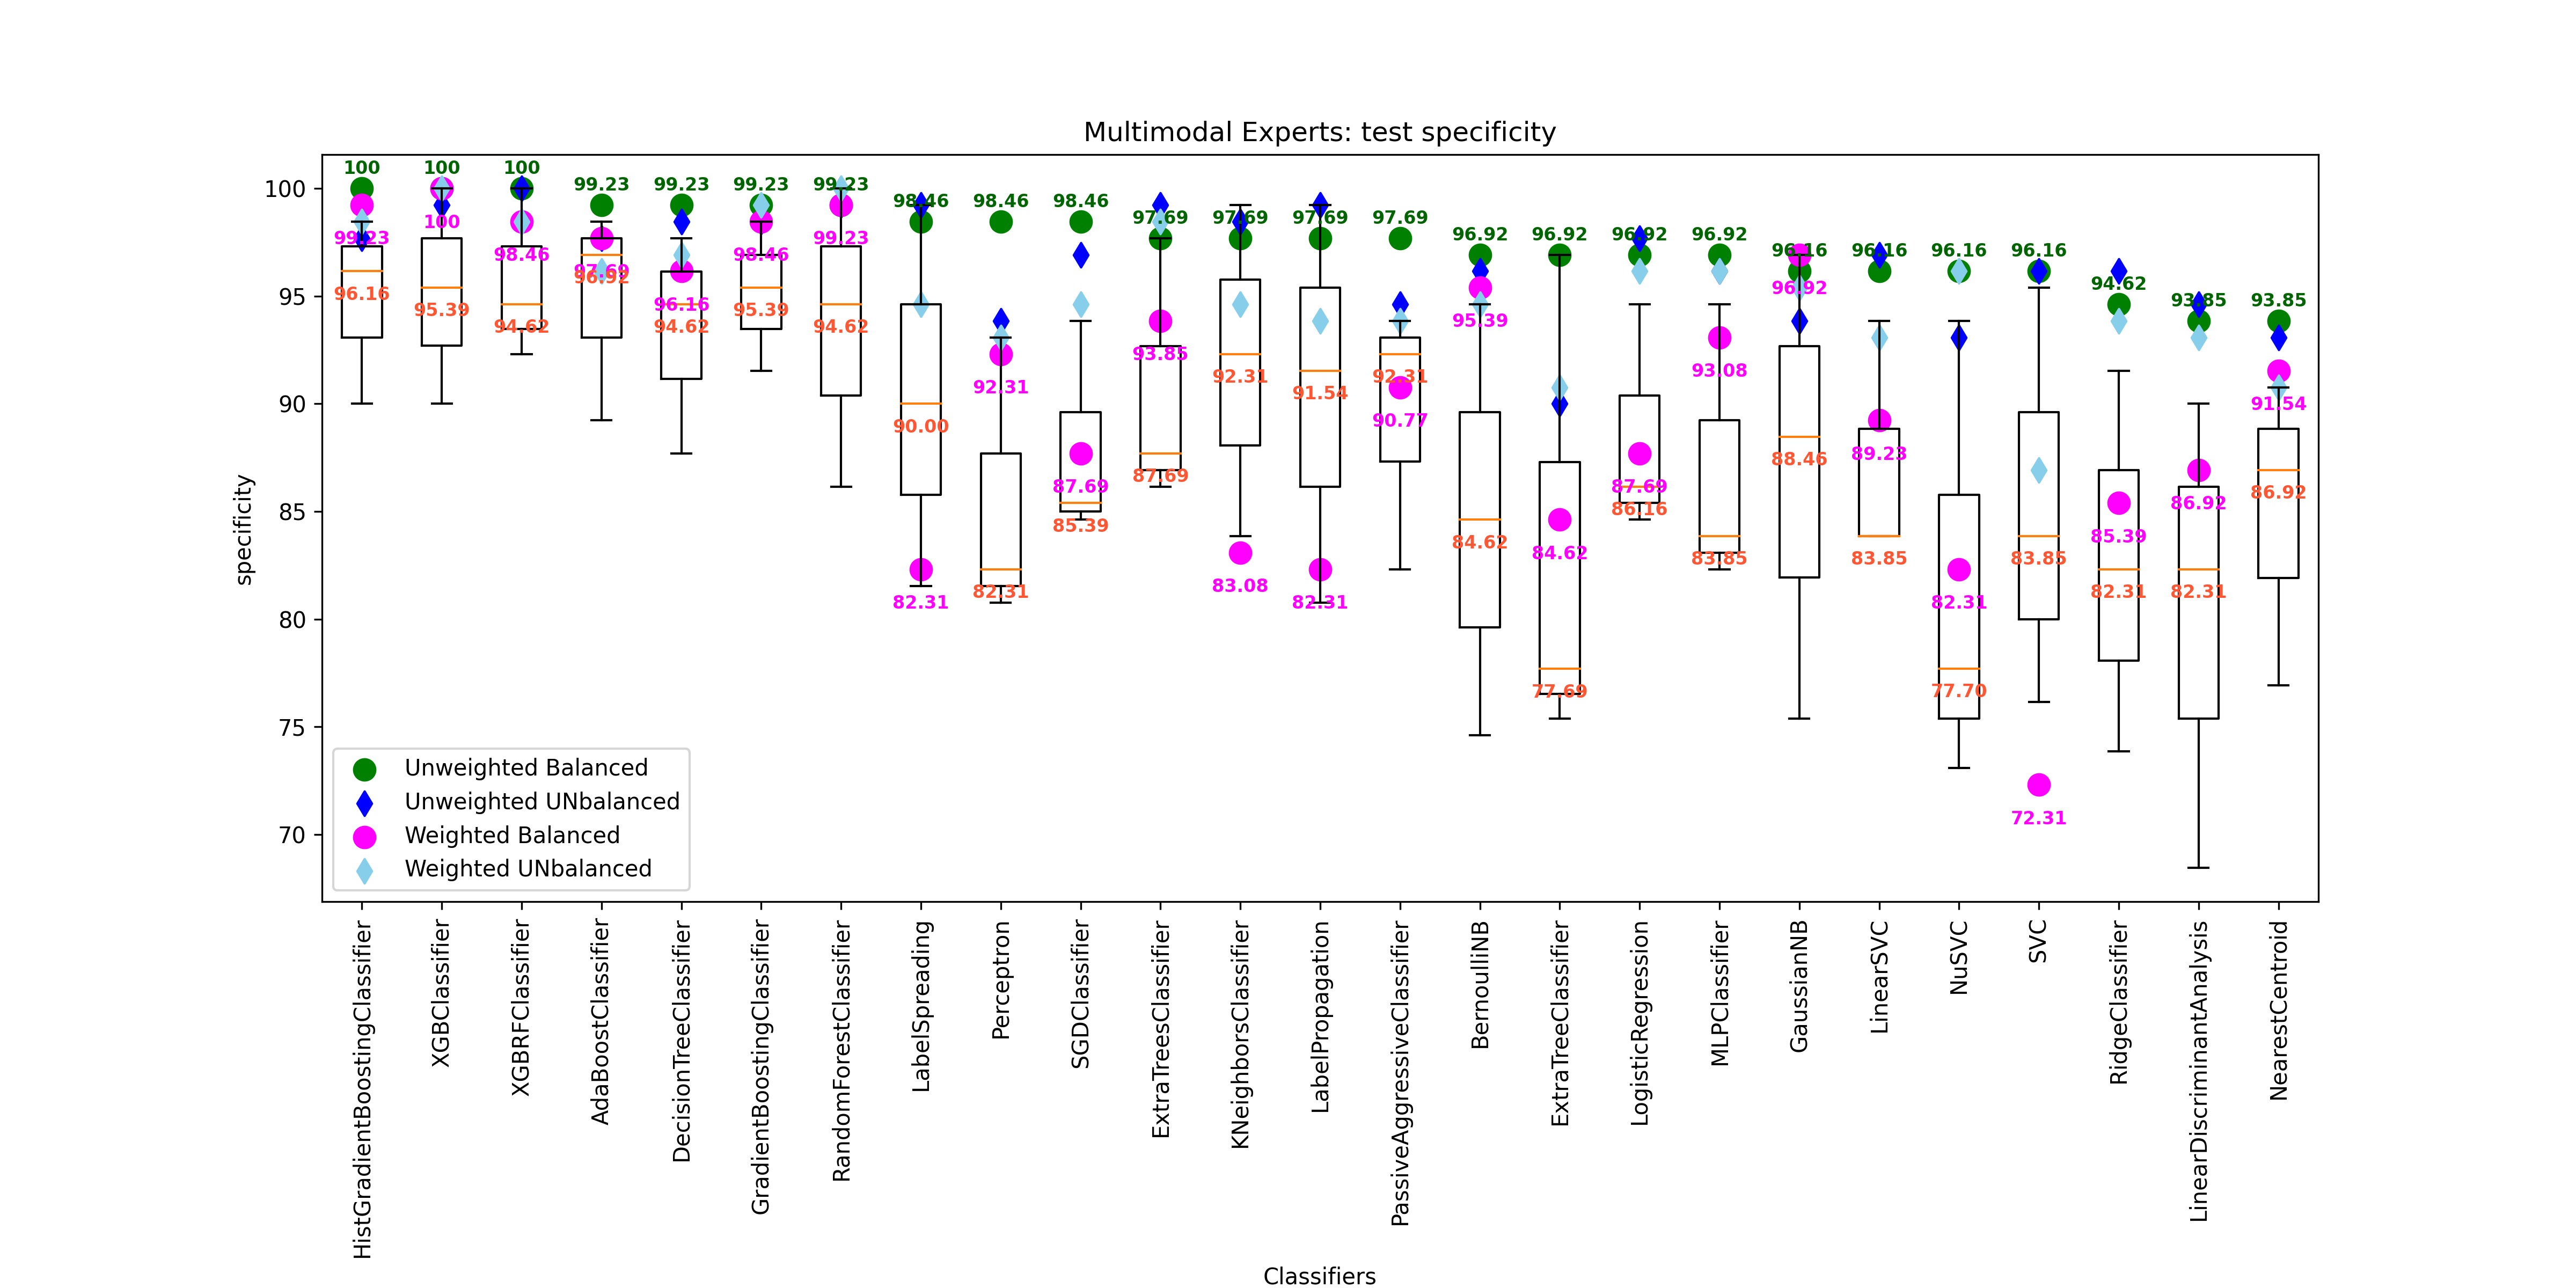 Multimodal Experts: test specificity
100 100 100 99.23 99.23 99.23 99.23 98.46 98.46 98.46 97.69 97.69 97.69 97.69 96.92 96.92 96.92 96.92 96.16 96.16 96.16 96.16 94.62 93.85 93.85
99.23 100 98.46 97.69 96.16 98.46 99.23 82.31 92.31 87.69 93.85 83.08 82.31 90.77 95.39 84.62 87.69 93.08 96.92 89.23 82.31 72.31 85.39 86.92 91.54
96.16 95.39 94.62 96.92 94.62 95.39 94.62 90.00 82.31 85.39 87.69 92.31 91.54 92.31 84.62 77.69 86.16 83.85 88.46 83.85 77.70 83.85 82.31 82.31 86.92
100
95
90
85
80
75
70
specificity
Unweighted Balanced
Unweighted UNbalanced
Weighted Balanced
Weighted UNbalanced
HistGradientBoostingClassifier
XGBClassifier
XGBRFClassifier
AdaBoostClassifier
DecisionTreeClassifier
GradientBoostingClassifier
RandomForestClassifier
LabelSpreading
Perceptron
SGDClassifier
ExtraTreesClassifier
KNeighborsClassifier
LabelPropagation
PassiveAggressiveClassifier
BernoulliNB
ExtraTreeClassifier
LogisticRegression
MLPClassifier
GaussianNB
LinearSVC
NuSVC
SVC
RidgeClassifier
LinearDiscriminantAnalysis
NearestCentroid
Classifiers